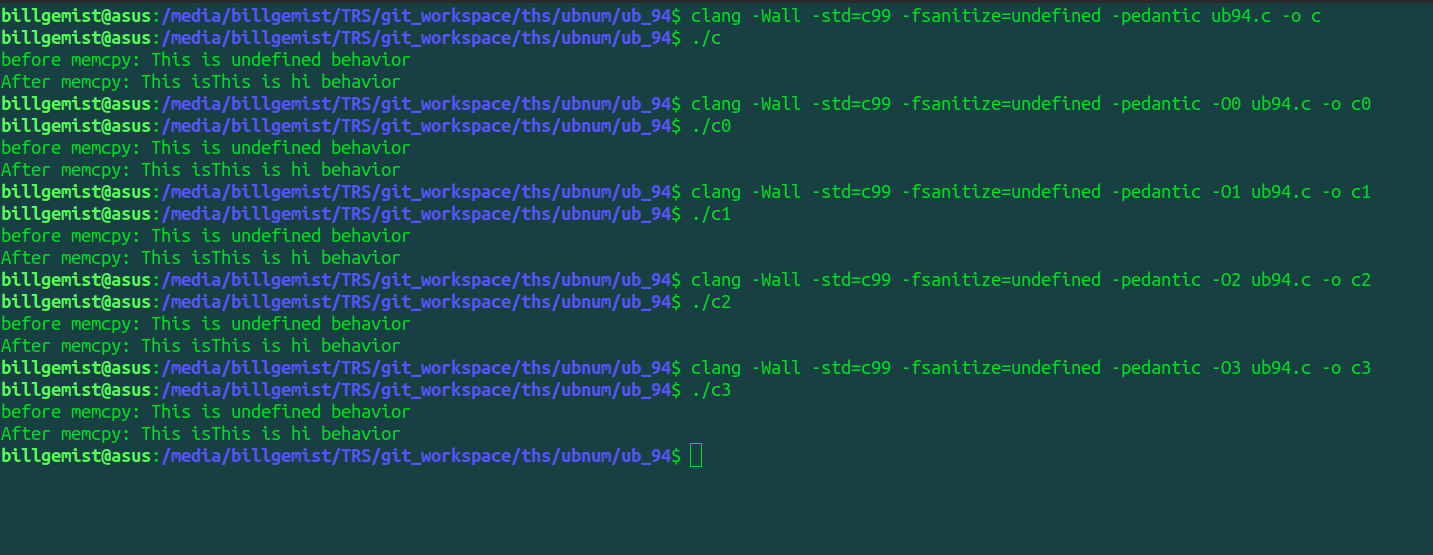 billgemist@asus:/media/billgemist/TRS/git_workspace/ths/ubnum/ub_94$ clang -Wall -std=c99 -fsanitize=undefined -pedantic ub94.c -o c
billgemist@asus:/media/billgemist/TRS/git_workspace/ths/ubnum/ub_94$ ./c
before memcpy: This is undefined behavior
After memcpy: This isThis is hi behavior
billgemist@asus:/media/billgemist/TRS/git_workspace/ths/ubnum/ub_94$ clang -Wall -std=c99 -fsanitize=undefined -pedantic -O0 ub94.c -o c0
billgemist@asus:/media/billgemist/TRS/git_workspace/ths/ubnum/ub_94$ ./c0
before memcpy: This is undefined behavior
After memcpy: This isThis is hi behavior
billgemist@asus:/media/billgemist/TRS/git_workspace/ths/ubnum/ub_94$ clang -Wall -std=c99 -fsanitize=undefined -pedantic -O1 ub94.c -o c1
billgemist@asus:/media/billgemist/TRS/git_workspace/ths/ubnum/ub_94$ ./c1
before memcpy: This is undefined behavior
After memcpy: This isThis is hi behavior
billgemist@asus:/media/billgemist/TRS/git_workspace/ths/ubnum/ub_94$ clang -Wall -std=c99 -fsanitize=undefined -pedantic -O2 ub94.c -o c2
billgemist@asus:/media/billgemist/TRS/git_workspace/ths/ubnum/ub_94$ ./c2
before memcpy: This is undefined behavior
After memcpy: This isThis is hi behavior
billgemist@asus:/media/billgemist/TRS/git_workspace/ths/ubnum/ub_94$ clang -Wall -std=c99 -fsanitize=undefined -pedantic -O3 ub94.c -o c3
billgemist@asus:/media/billgemist/TRS/git_workspace/ths/ubnum/ub_94$ ./c3
before memcpy: This is undefined behavior
After memcpy: This isThis is hi behavior
billgemist@asus:/media/billgemist/TRS/git_workspace/ths/ubnum/ub_94$